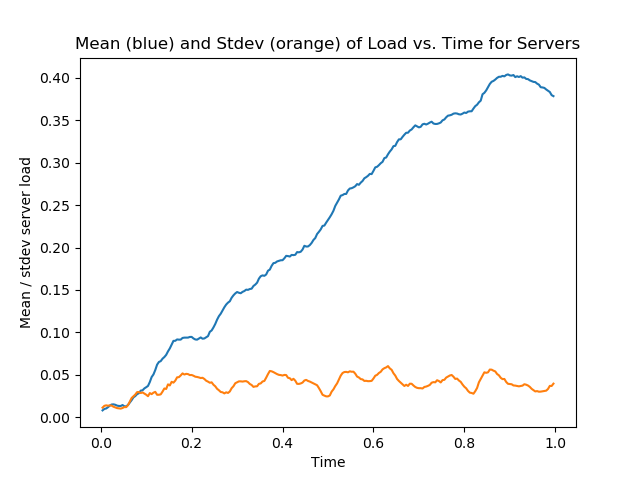 Mean (blue) and Stdev (orange) of Load vs. Time for Servers
Mean / stdev server load
0.40
0.35
0.30
0.25
0.20
0.15
0.10
0.05
0.00
0.0 0.2 0.4 0.6 0.8 1.0
Time